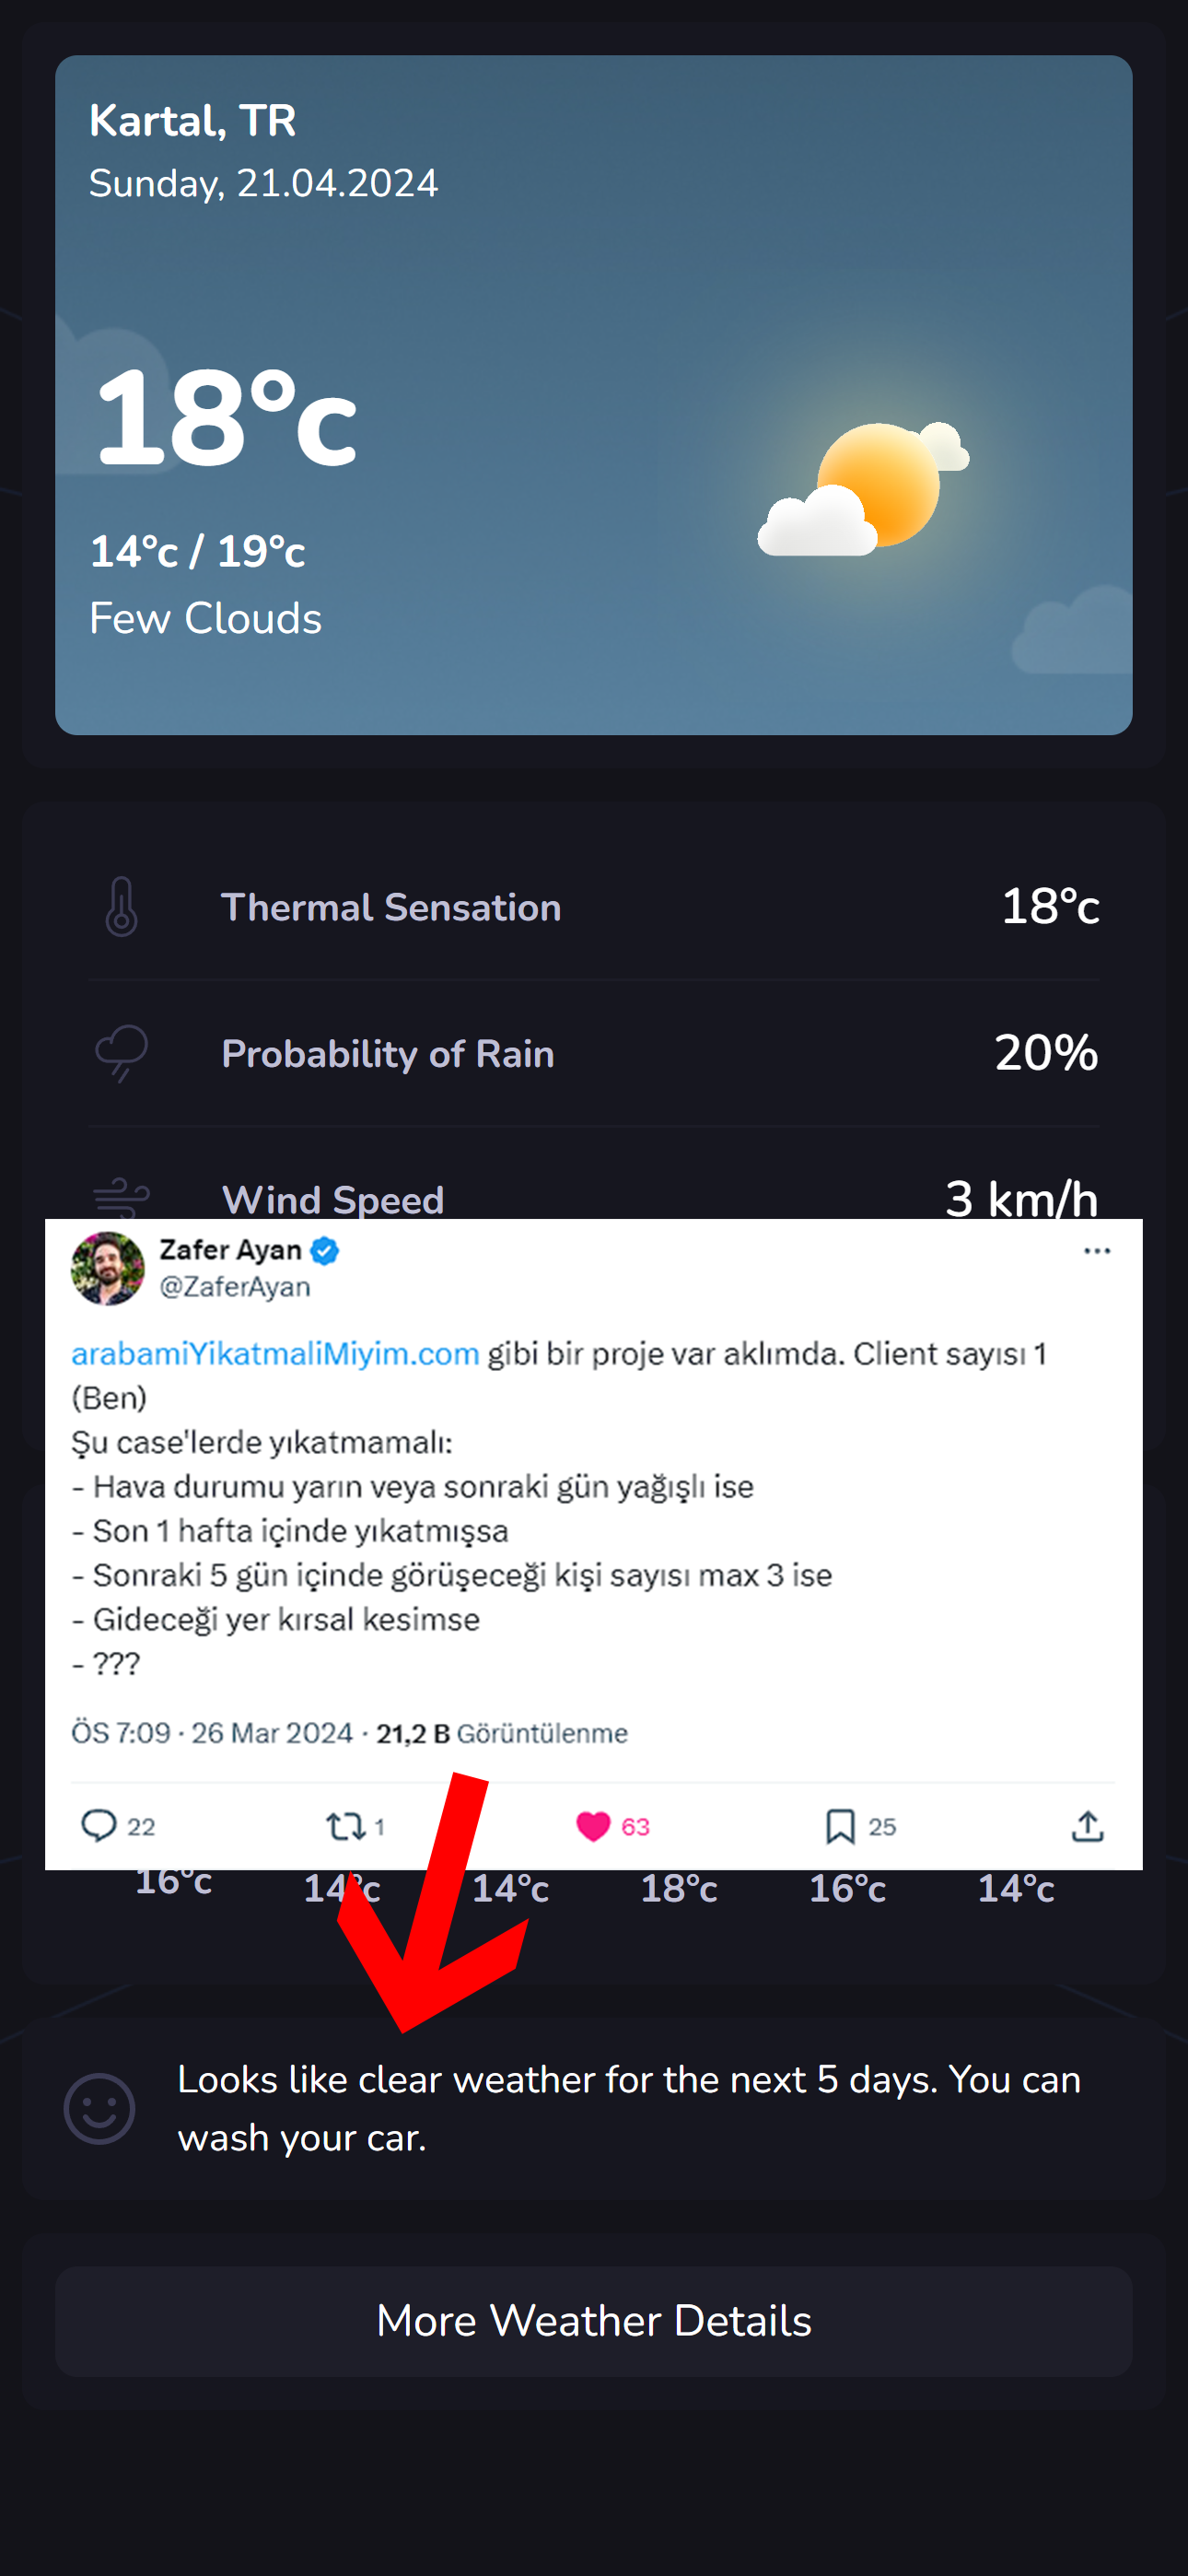 Kartal, TR
Sunday, 21.04.2024
18°c
14°c / 19°c
Few Clouds
Thermal Sensation 18°c
Probability of Rain 20%
Wind Speed 3 km/h
Zafer Ayan
@ZaferAyan
arabamiYikatmaliMiyim.com gibi bir proje var aklımda. Client sayısı 1
(Ben)
Şu case'lerde yıkatmamalı:
- Hava durumu yarın veya sonraki gün yağışlı ise
- Son 1 hafta içinde yıkatmışsa
- Sonraki 5 gün içinde görüşeceği kişi sayısı max 3 ise
- Gideceği yer kırsal kesimse
- ???
ÖS 7:09 · 26 Mar 2024 · 21,2 B Görüntülenme
22 1 63 25
16°c 14°c 14°c 18°c 16°c 14°c
Looks like clear weather for the next 5 days. You can
wash your car.
More Weather Details